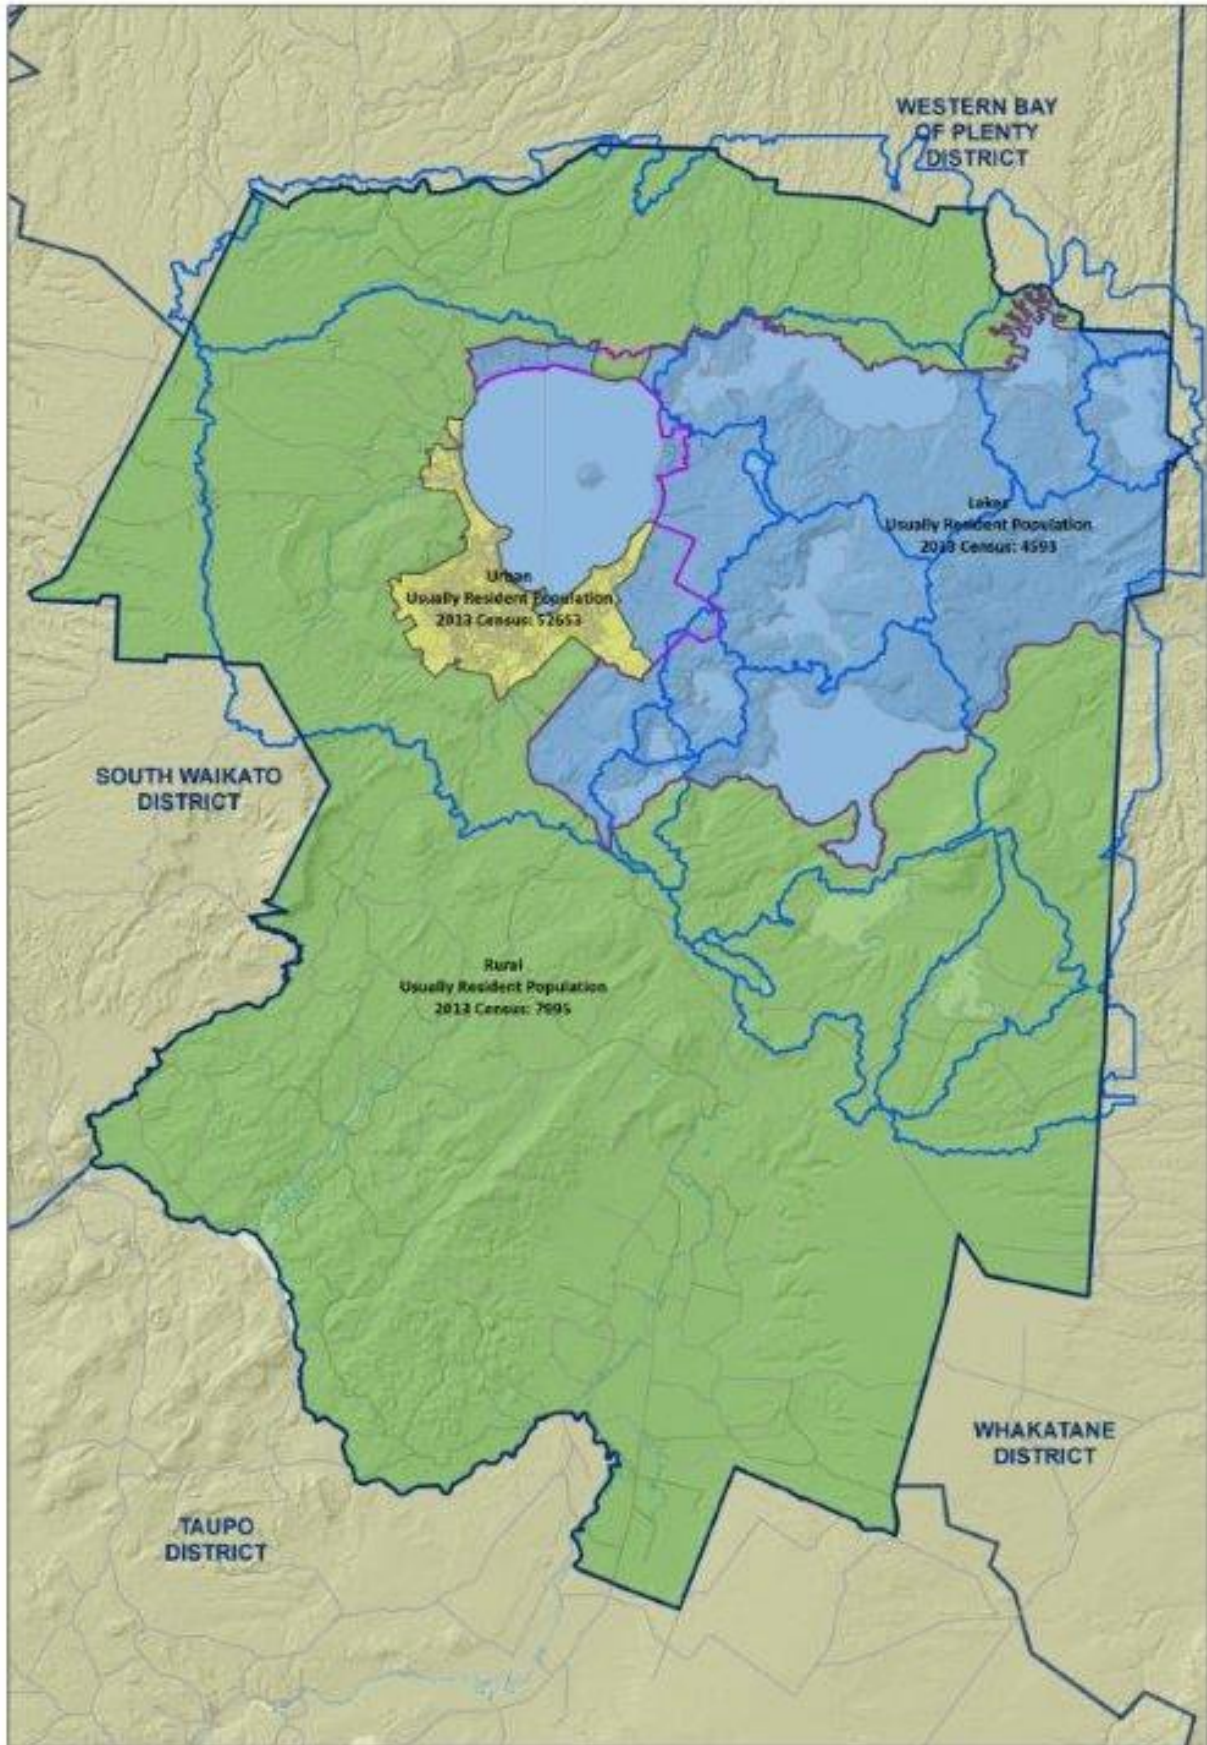 WESTERN BAY
OF PLENTY
DISTRICT
Lakes
Usually Resident Population
2013 Census: 4593
Urban
Usually Resident Population
2013 Census: 52653
SOUTH WAIKATO
DISTRICT
Rural
Usually Resident Population
2013 Census: 7995
WHAKATANE
DISTRICT
TAUPO
DISTRICT